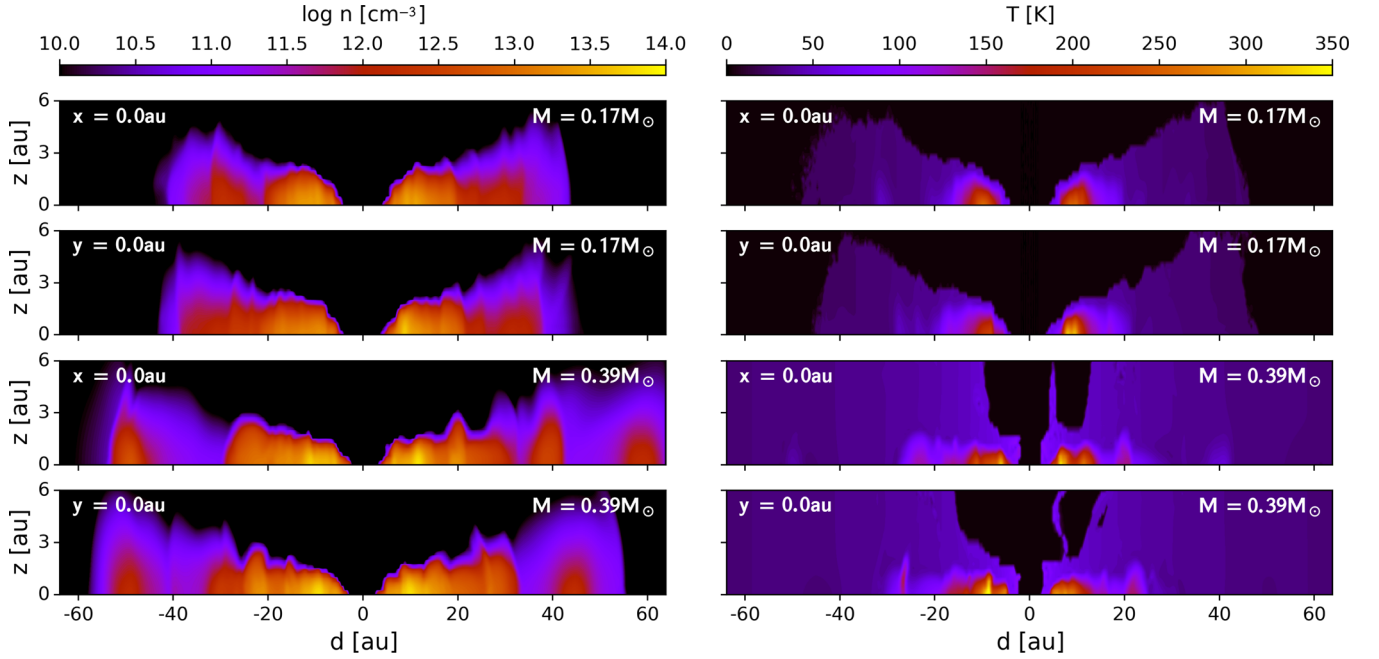 log n [cm⁻³]
10.0 10.5 11.0 11.5 12.0 12.5 13.0 13.5 14.0
T [K]
0 50 100 150 200 250 300 350
6
3
0
z [au]
x = 0.0au
M = 0.17M⊙
x = 0.0au
M = 0.17M⊙
6
3
0
z [au]
y = 0.0au
M = 0.17M⊙
y = 0.0au
M = 0.17M⊙
6
3
0
z [au]
x = 0.0au
M = 0.39M⊙
x = 0.0au
M = 0.39M⊙
6
3
0
z [au]
y = 0.0au
M = 0.39M⊙
y = 0.0au
M = 0.39M⊙
-60 -40 -20 0 20 40 60
d [au]
-60 -40 -20 0 20 40 60
d [au]